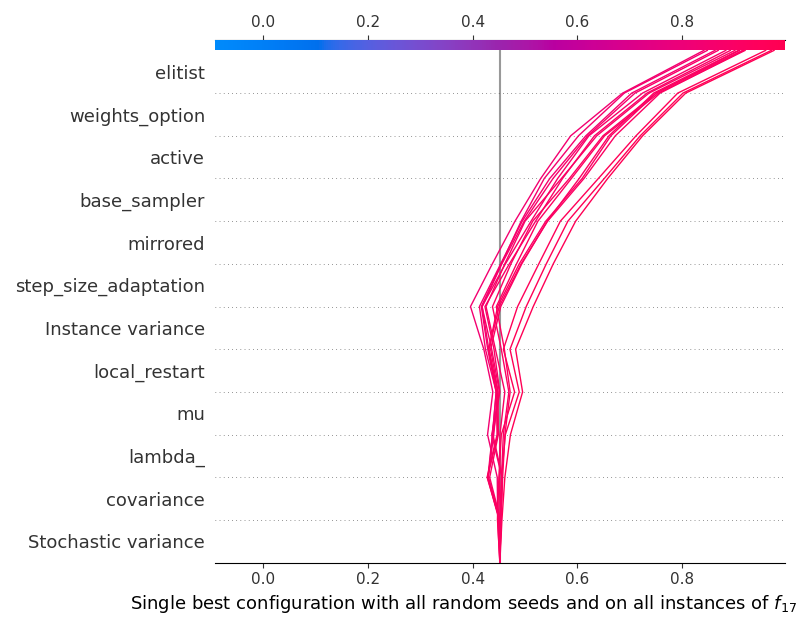 0.0 0.2 0.4 0.6 0.8
elitist
weights_option
active
base_sampler
mirrored
step_size_adaptation
Instance variance
local_restart
mu
lambda_
covariance
Stochastic variance
0.0 0.2 0.4 0.6 0.8
Single best configuration with all random seeds and on all instances of f17